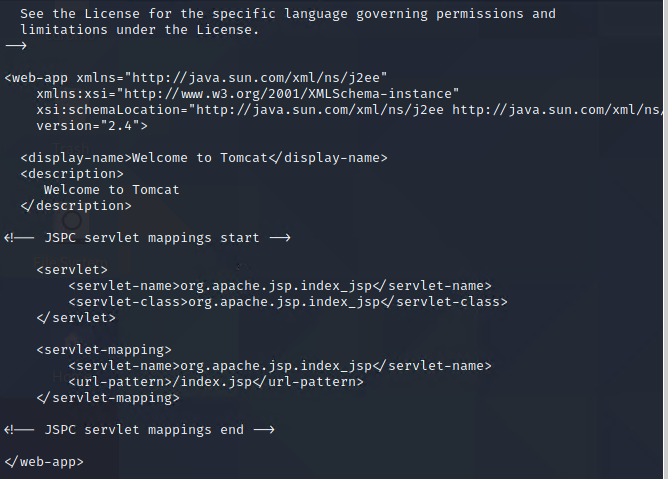 See the License for the specific language governing permissions and
limitations under the License.
-->
<web-app xmlns="http://java.sun.com/xml/ns/j2ee"
xmlns:xsi="http://www.w3.org/2001/XMLSchema-instance"
xsi:schemaLocation="http://java.sun.com/xml/ns/j2ee http://java.sun.com/xml/ns/
version="2.4">
<display-name>Welcome to Tomcat</display-name>
<description>
Welcome to Tomcat
</description>
<!-- JSPC servlet mappings start -->
<servlet>
<servlet-name>org.apache.jsp.index_jsp</servlet-name>
<servlet-class>org.apache.jsp.index_jsp</servlet-class>
</servlet>
<servlet-mapping>
<servlet-name>org.apache.jsp.index_jsp</servlet-name>
<url-pattern>/index.jsp</url-pattern>
</servlet-mapping>
<!-- JSPC servlet mappings end -->
</web-app>